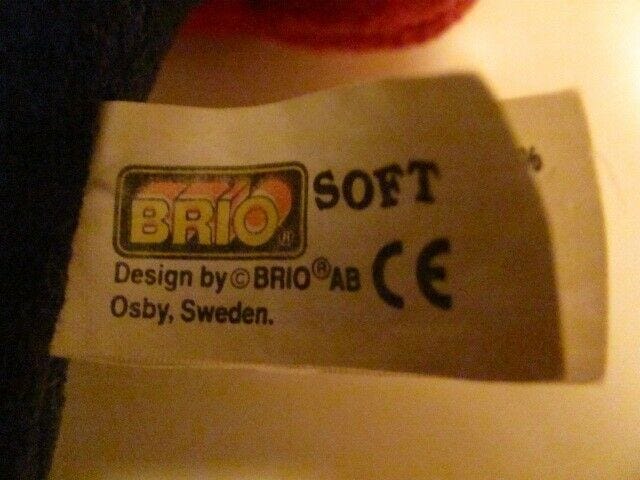 BRIO® SOFT
Design by © BRIO® AB CE
Osby, Sweden.
%